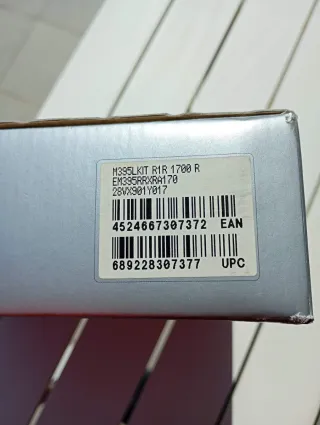 M395LKIT R1R 1700 R
EM395RRXRA170
28VX901Y017
4524667307372 EAN
689228307377 UPC